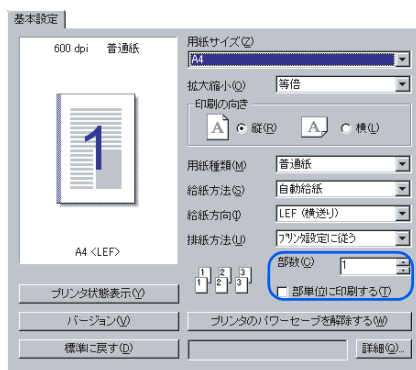 基本設定
600 dpi 普通紙
1
A4 <LEF>
プリンタ状態表示(Y)
バージョン(V)
標準に戻す(D)
用紙サイズ(Z)
A4
拡大縮小(O) 等倍
印刷の向き
A 縦(R) A 横(L)
用紙種類(M) 普通紙
給紙方法(S) 自動給紙
給紙方向(I) LEF (横送り)
排紙方法(U) プリンタ設定に従う
部数(C) 1
1 1 2 2 3 3
部単位に印刷する(T)
プリンタのパワーセーブを解除する(W)
詳細(Q)...